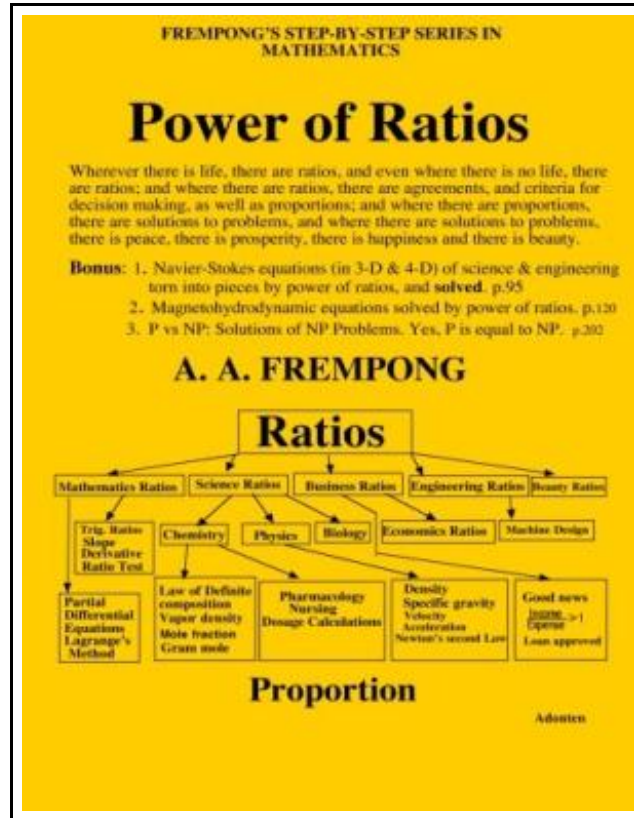 FREMPONG'S STEP-BY-STEP SERIES IN
MATHEMATICS
Power of Ratios
Wherever there is life, there are ratios, and even where there is no life, there
are ratios; and where there are ratios, there are agreements, and criteria for
decision making, as well as proportions; and where there are proportions,
there are solutions to problems, and where there are solutions to problems,
there is peace, there is prosperity, there is happiness and there is beauty.
Bonus: 1. Navier-Stokes equations (in 3-D & 4-D) of science & engineering
torn into pieces by power of ratios, and solved. p.95
2. Magnetohydrodynamic equations solved by power of ratios. p.120
3. P vs NP: Solutions of NP Problems. Yes, P is equal to NP. p.202
A. A. FREMPONG
Ratios
Mathematics Ratios
Science Ratios
Business Ratios
Engineering Ratios
Beauty Ratios
Trig. Ratios
Slope
Derivative
Ratio Test
Chemistry
Physics
Biology
Economics Ratios
Machine Design
Partial
Differential
Equations
Lagrange's
Method
Law of Definite
composition
Vapor density
Mole fraction
Gram mole
Pharmacology
Nursing
Dosage Calculations
Density
Specific gravity
Velocity
Acceleration
Newton's second Law
Good news
Income
Expense >1
Loan approved
Proportion
Adonten